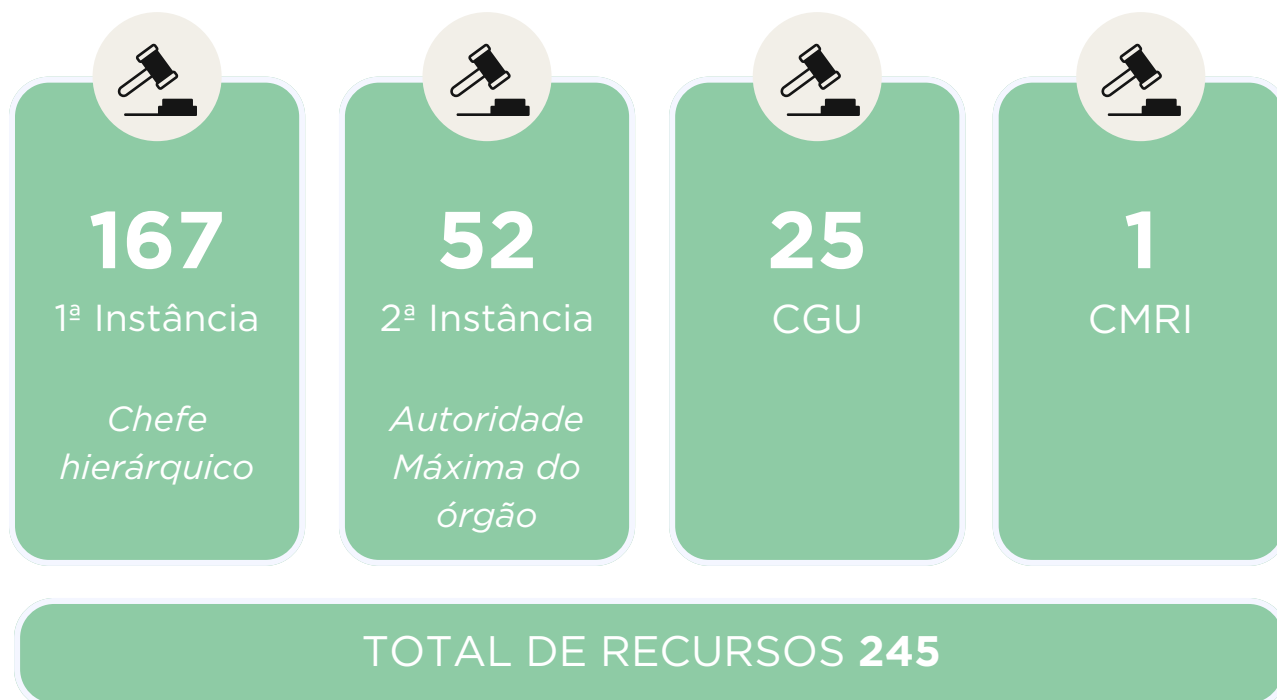 167
1ª Instância
Chefe
hierárquico
52
2ª Instância
Autoridade
Máxima do
órgão
25
CGU
1
CMRI
TOTAL DE RECURSOS 245